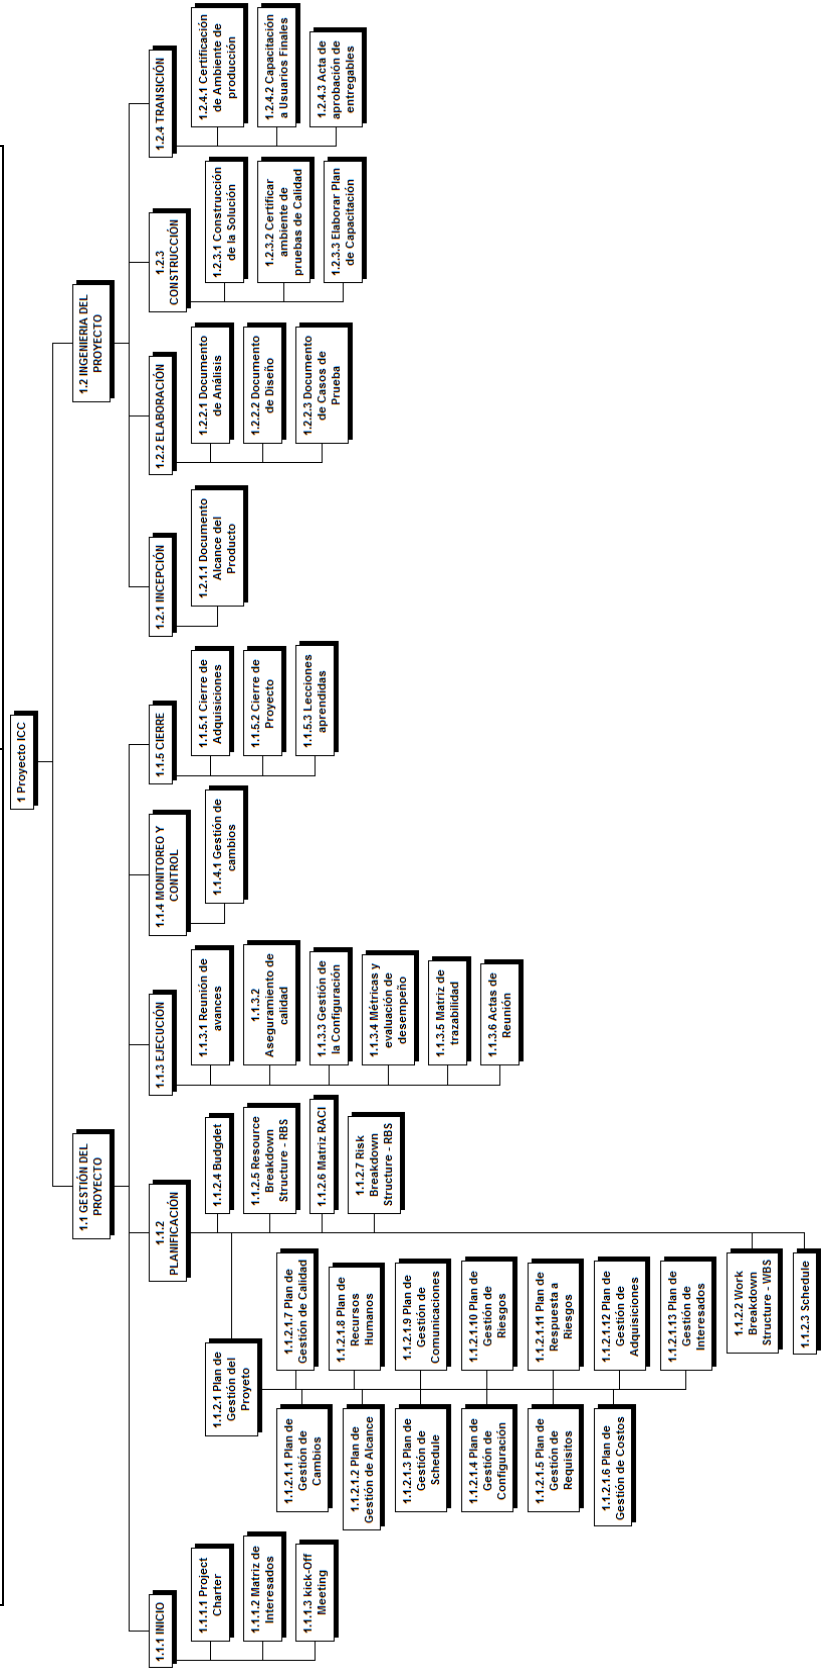 1 Proyecto ICC
1.1 GESTIÓN DEL
PROYECTO
1.1.1 INICIO
1.1.1.1 Project
Charter
1.1.1.2 Matriz de
Interesados
1.1.1.3 kick-Off
Meeting
1.1.2
PLANIFICACIÓN
1.1.2.1 Plan de
Gestión del
Proyeto
1.1.2.1.1 Plan de
Gestión de
Cambios
1.1.2.1.2 Plan de
Gestión de Alcance
1.1.2.1.3 Plan de
Gestión de
Schedule
1.1.2.1.4 Plan de
Gestión de
Configuración
1.1.2.1.5 Plan de
Gestión de
Requisitos
1.1.2.1.6 Plan de
Gestión de Costos
1.1.2.1.7 Plan de
Gestión de Calidad
1.1.2.1.8 Plan de
Recursos
Humanos
1.1.2.1.9 Plan de
Gestión de
Comunicaciones
1.1.2.1.10 Plan de
Gestión de
Riesgos
1.1.2.1.11 Plan de
Respuesta a
Riesgos
1.1.2.1.12 Plan de
Gestión de
Adquisiciones
1.1.2.1.13 Plan de
Gestión de
Interesados
1.1.2.2 Work
Breakdown
Structure - WBS
1.1.2.3 Schedule
1.1.2.4 Budgdet
1.1.2.5 Resource
Breakdown
Structure - RBS
1.1.2.6 Matriz RACI
1.1.2.7 Risk
Breakdown
Structure - RBS
1.1.3 EJECUCIÓN
1.1.3.1 Reunión de
avances
1.1.3.2
Aseguramiento de
calidad
1.1.3.3 Gestión de
la Configuración
1.1.3.4 Métricas y
evaluación de
desempeño
1.1.3.5 Matriz de
trazabilidad
1.1.3.6 Actas de
Reunión
1.1.4 MONITOREO Y
CONTROL
1.1.4.1 Gestión de
cambios
1.1.5 CIERRE
1.1.5.1 Cierre de
Adquisiciones
1.1.5.2 Cierre de
Proyecto
1.1.5.3 Lecciones
aprendidas
1.2 INGENIERIA DEL
PROYECTO
1.2.1 INCEPCIÓN
1.2.1.1 Documento
Alcance del
Producto
1.2.2 ELABORACIÓN
1.2.2.1 Documento
de Análisis
1.2.2.2 Documento
de Diseño
1.2.2.3 Documento
de Casos de
Prueba
1.2.3
CONSTRUCCIÓN
1.2.3.1 Construcción
de la Solución
1.2.3.2 Certificar
ambiente de
pruebas de Calidad
1.2.3.3 Elaborar Plan
de Capacitación
1.2.4 TRANSICIÓN
1.2.4.1 Certificación
de Ambiente de
producción
1.2.4.2 Capacitación
a Usuarios Finales
1.2.4.3 Acta de
aprobación de
entregables